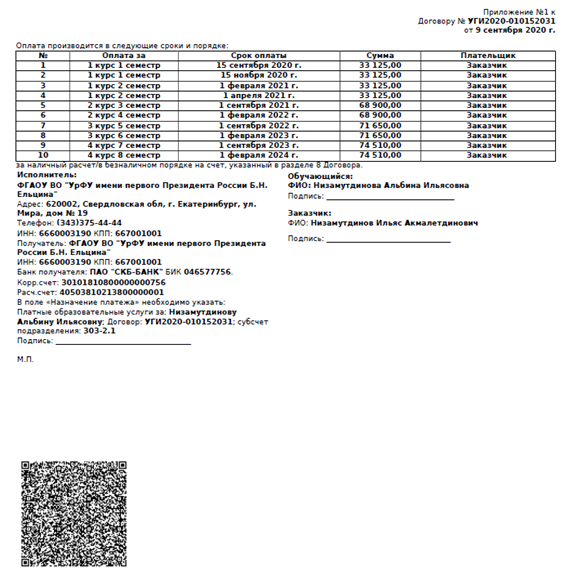 Приложение №1 к
Договору № УГИ2020-010152031
от 9 сентября 2020 г.
Оплата производится в следующие сроки и порядке:
№ Оплата за Срок оплаты Сумма Плательщик
1 1 курс 1 семестр 15 сентября 2020 г. 33 125,00 Заказчик
2 1 курс 1 семестр 15 ноября 2020 г. 33 125,00 Заказчик
3 1 курс 2 семестр 1 февраля 2021 г. 33 125,00 Заказчик
4 1 курс 2 семестр 1 апреля 2021 г. 33 125,00 Заказчик
5 2 курс 3 семестр 1 сентября 2021 г. 68 900,00 Заказчик
6 2 курс 4 семестр 1 февраля 2022 г. 68 900,00 Заказчик
7 3 курс 5 семестр 1 сентября 2022 г. 71 650,00 Заказчик
8 3 курс 6 семестр 1 февраля 2023 г. 71 650,00 Заказчик
9 4 курс 7 семестр 1 сентября 2023 г. 74 510,00 Заказчик
10 4 курс 8 семестр 1 февраля 2024 г. 74 510,00 Заказчик
за наличный расчет/в безналичном порядке на счет, указанный в разделе 8 Договора.
Исполнитель:
ФГАОУ ВО "УрФУ имени первого Президента России Б.Н.
Ельцина"
Адрес: 620002, Свердловская обл, г. Екатеринбург, ул.
Мира, дом № 19
Телефон: (343)375-44-44
ИНН: 6660003190 КПП: 667001001
Получатель: ФГАОУ ВО "УрФУ имени первого Президента
России Б.Н. Ельцина"
ИНН: 6660003190 КПП: 667001001
Банк получателя: ПАО "СКБ-БАНК" БИК 046577756.
Корр.счет: 30101810800000000756
Расч.счет: 40503810213800000001
В поле «Назначение платежа» необходимо указать:
Платные образовательные услуги за: Низамутдинову
Альбину Ильясовну; Договор: УГИ2020-010152031; субсчет
подразделения: 303-2.1
Подпись:
М.П.
Обучающийся:
ФИО: Низамутдинова Альбина Ильясовна
Подпись:
Заказчик:
ФИО: Низамутдинов Ильяс Акмалетдинович
Подпись: